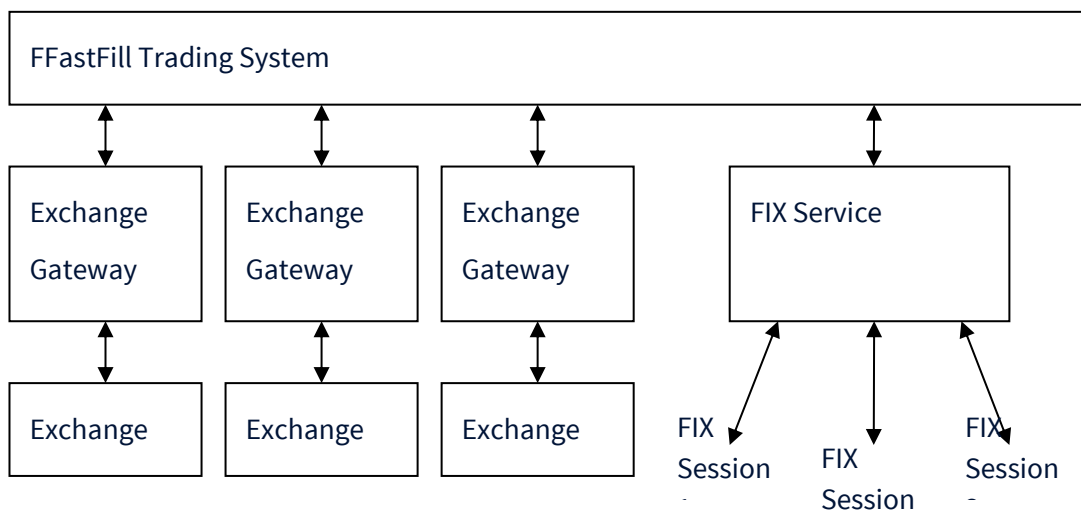 FFastFill Trading System
Exchange
Gateway
Exchange
Gateway
Exchange
Gateway
FIX Service
Exchange
Exchange
Exchange
FIX
Session
FIX
Session
FIX
Session